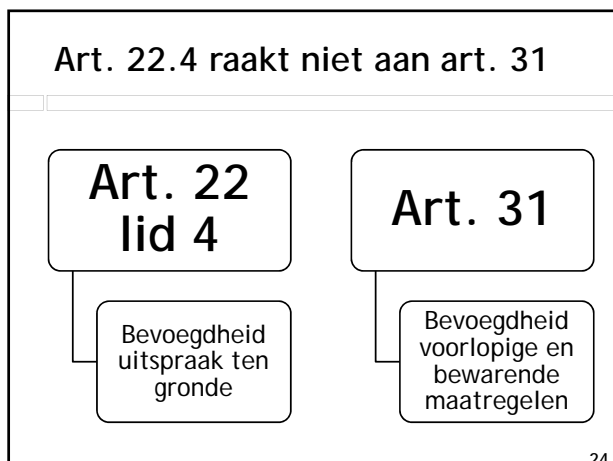 Art. 22.4 raakt niet aan art. 31
Art. 22
lid 4
Bevoegdheid
uitspraak ten
gronde
Art. 31
Bevoegdheid
voorlopige en
bewarende
maatregelen
24